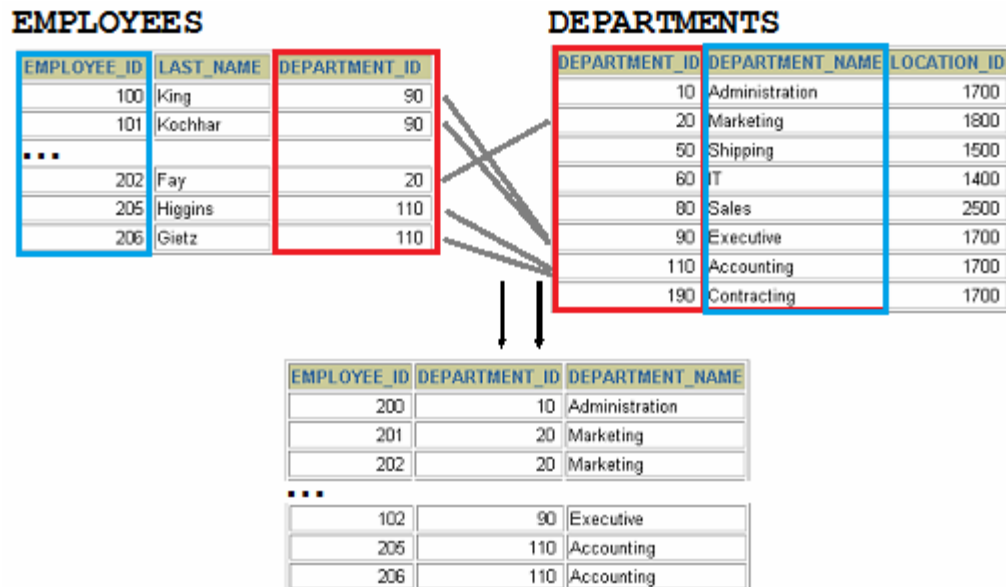 EMPLOYEES
EMPLOYEE_ID LAST_NAME DEPARTMENT_ID
100 King 90
101 Kochhar 90
...
202 Fay 20
205 Higgins 110
206 Gietz 110
DEPARTMENTS
DEPARTMENT_ID DEPARTMENT_NAME LOCATION_ID
10 Administration 1700
20 Marketing 1800
50 Shipping 1500
60 IT 1400
80 Sales 2500
90 Executive 1700
110 Accounting 1700
190 Contracting 1700
EMPLOYEE_ID DEPARTMENT_ID DEPARTMENT_NAME
200 10 Administration
201 20 Marketing
202 20 Marketing
...
102 90 Executive
205 110 Accounting
206 110 Accounting